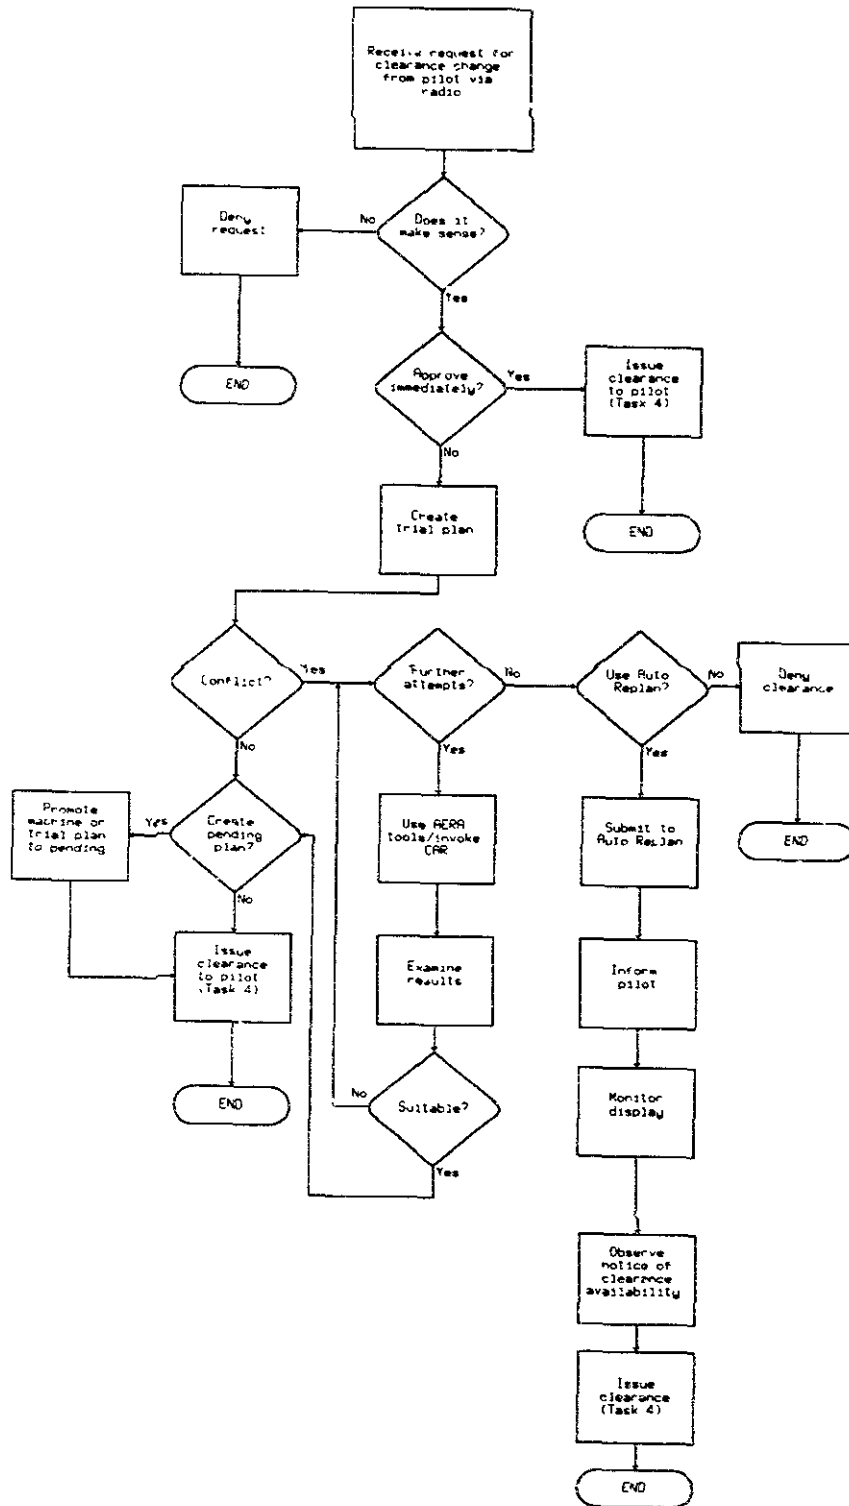 Receive request for
clearance change
from pilot via
radio
Does it
make sense?
No
Deny
request
END
Yes
Approve
immediately?
Yes
Issue
clearance
to pilot
(Task 4)
END
No
Create
trial plan
Conflict?
Yes
Further
attempts?
No
Use Auto
Replan?
No
Deny
clearance
END
No
Create
pending
plan?
Yes
Promote
machine or
trial plan
to pending
No
Issue
clearance
to pilot
(Task 4)
END
Yes
Use AERA
tools/invoke
CAR
Examine
results
Suitable?
No
Yes
Yes
Submit to
Auto Replan
Inform
pilot
Monitor
display
Observe
notice of
clearance
availability
Issue
clearance
(Task 4)
END